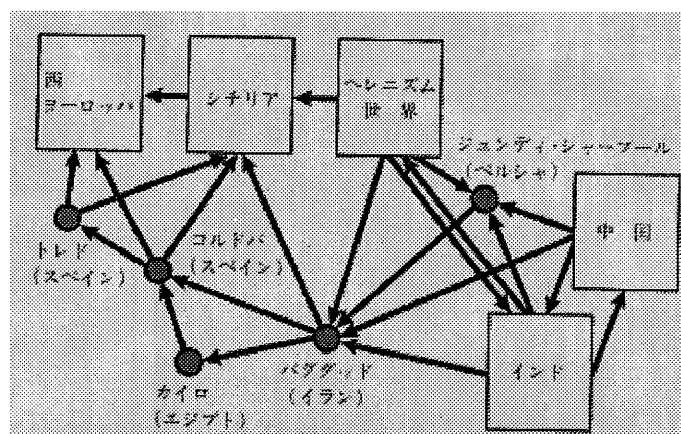 西
ヨーロッパ
シチリア
ヘレニズム
世界
ジュンディ・シャープール
(ペルシャ)
中国
トレド
(スペイン)
コルドバ
(スペイン)
カイロ
(エジプト)
バグダッド
(イラン)
インド